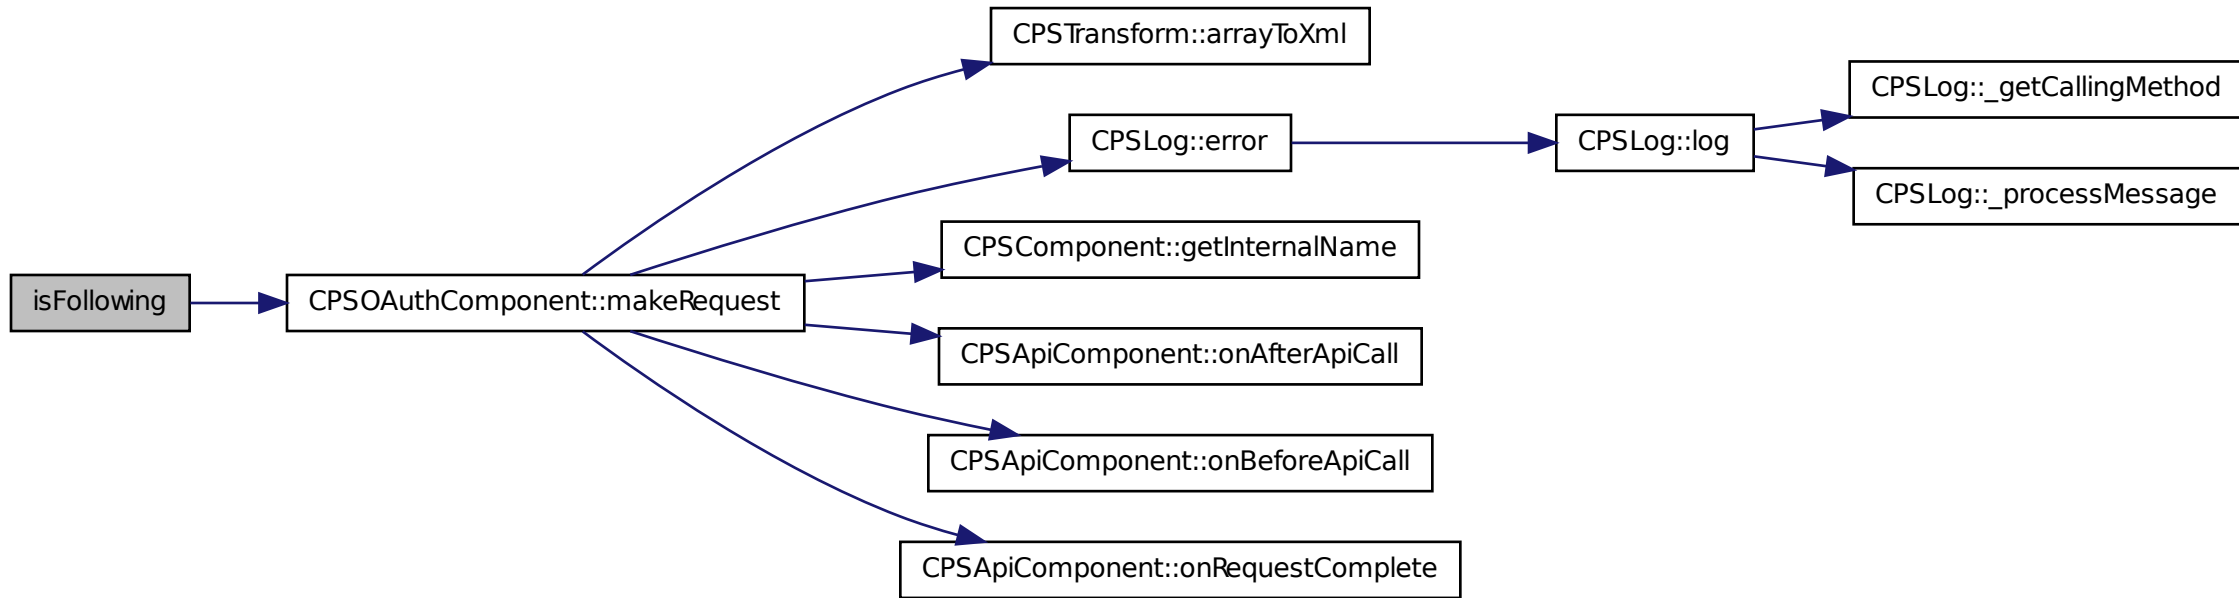 CPSTransform::arrayToXml
CPSLog::_getCallingMethod
CPSLog::error
CPSLog::log
CPSLog::_processMessage
CPSComponent::getInternalName
isFollowing
CPSOAuthComponent::makeRequest
CPSApiComponent::onAfterApiCall
CPSApiComponent::onBeforeApiCall
CPSApiComponent::onRequestComplete